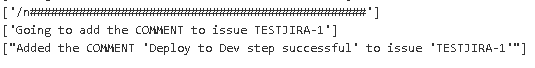 ['/n################################################']
['Going to add the COMMENT to issue TESTJIRA-1']
["Added the COMMENT 'Deploy to Dev step successful' to issue 'TESTJIRA-1'"]